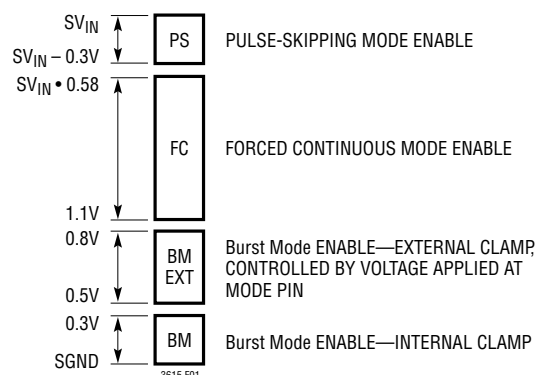 SVIN
PS
PULSE-SKIPPING MODE ENABLE
SVIN – 0.3V
SVIN • 0.58
FC
FORCED CONTINUOUS MODE ENABLE
1.1V
0.8V
BM
EXT
Burst Mode ENABLE—EXTERNAL CLAMP,
CONTROLLED BY VOLTAGE APPLIED AT
MODE PIN
0.5V
0.3V
BM
Burst Mode ENABLE—INTERNAL CLAMP
SGND
3615 F01